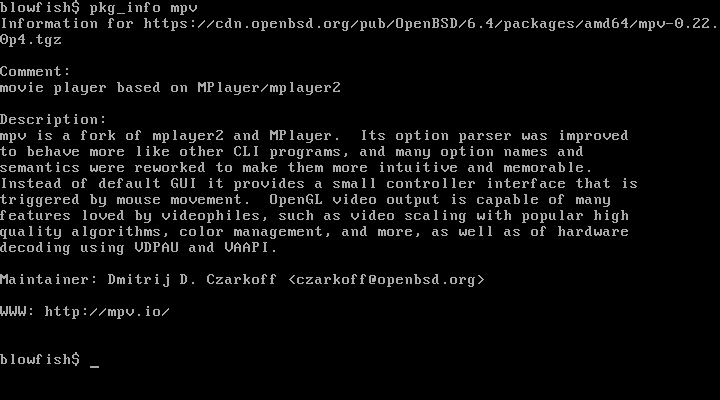 blowfish$ pkg_info mpv
Information for https://cdn.openbsd.org/pub/OpenBSD/6.4/packages/amd64/mpv-0.22.
0p4.tgz
Comment:
movie player based on MPlayer/mplayer2
Description:
mpv is a fork of mplayer2 and MPlayer.  Its option parser was improved
to behave more like other CLI programs, and many option names and
semantics were reworked to make them more intuitive and memorable.
Instead of default GUI it provides a small controller interface that is
triggered by mouse movement.  OpenGL video output is capable of many
features loved by videophiles, such as video scaling with popular high
quality algorithms, color management, and more, as well as of hardware
decoding using VDPAU and VAAPI.
Maintainer: Dmitrij D. Czarkoff <czarkoff@openbsd.org>
WWW: http://mpv.io/
blowfish$ _